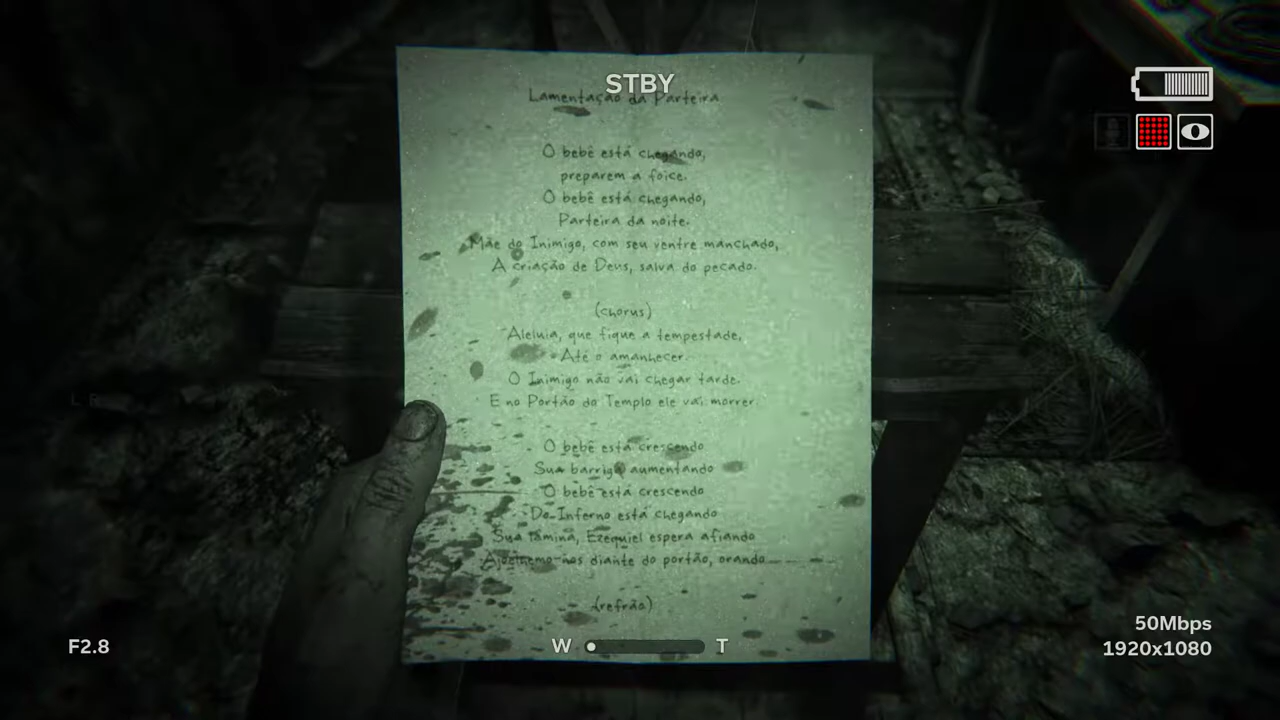 STBY
Lamentação da Parteira
O bebê está chegando,
preparem a foice.
O bebê está chegando,
Parteira da noite.
Mãe do Inimigo, com seu ventre manchado,
A criação de Deus, salva do pecado.
(chorus)
Aleluia, que fique a tempestade,
Até o amanhecer.
O Inimigo não vai chegar tarde.
E no Portão do Templo ele vai morrer.
O bebê está crescendo
Sua barriga aumentando
O bebê está crescendo
Do Inferno está chegando
Sua lâmina, Ezequiel espera afiando
Ajoelhemo-nos diante do portão, orando
(refrão)
L R
F2.8
W T
50Mbps
1920x1080